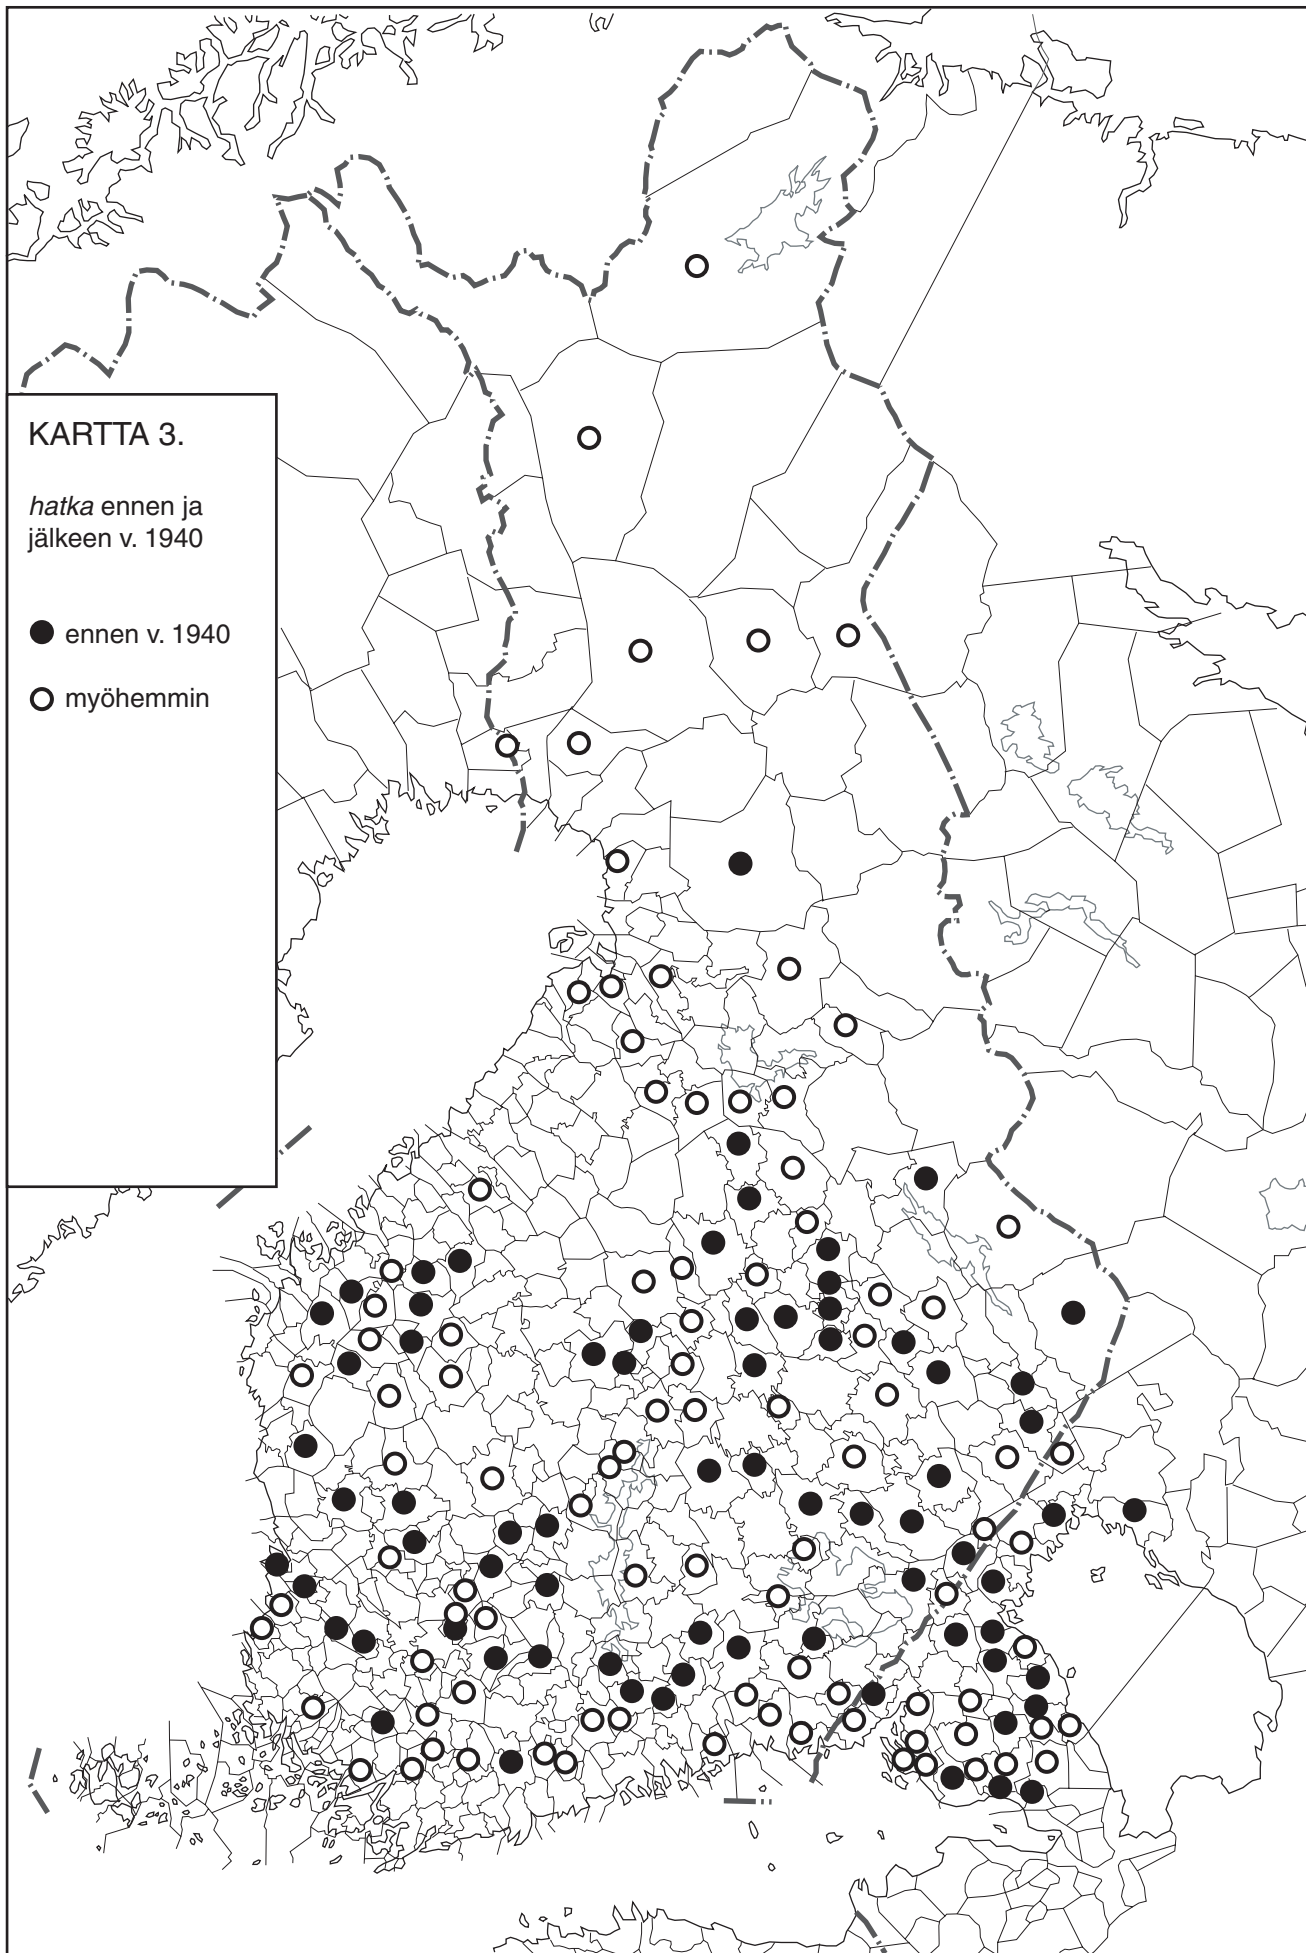 KARTTA 3.
hatka ennen ja
jälkeen v. 1940
ennen v. 1940
myöhemmin